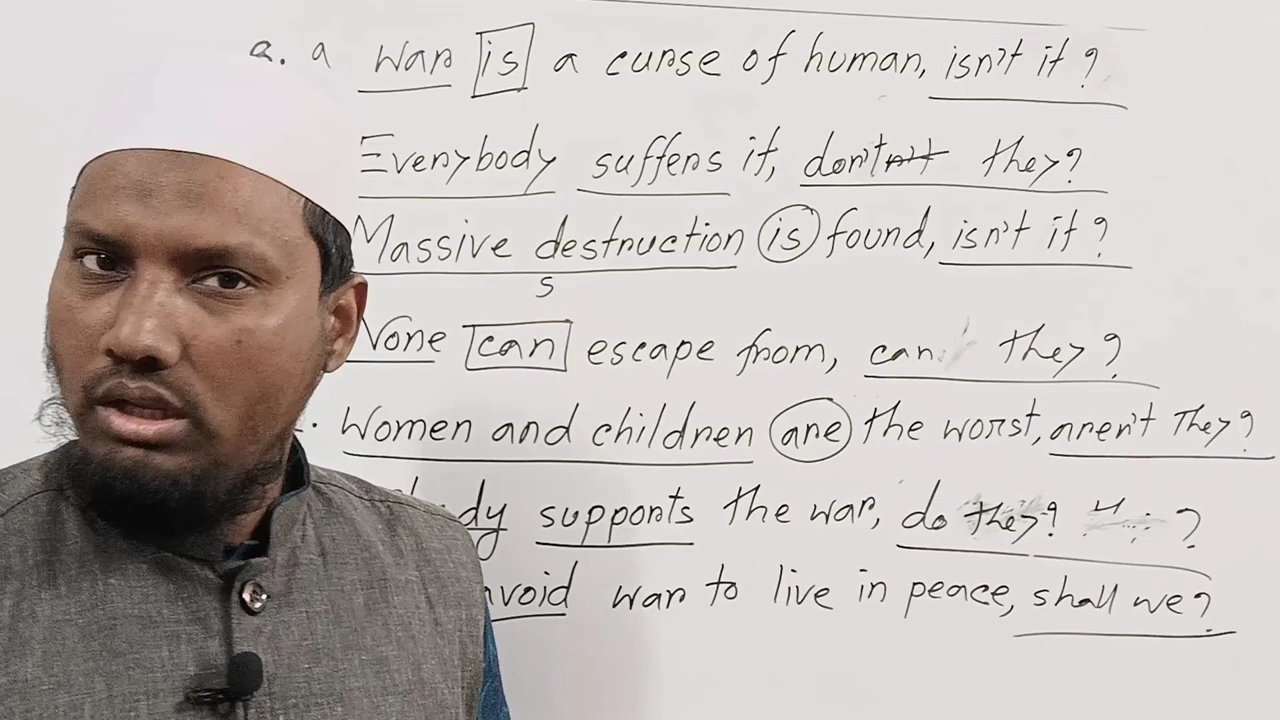 a. a war is a curse of human, isn't it?
Everybody suffers it, don't they?
Massive destruction is found, isn't it?
s
None can escape from, can they?
Women and children are the worst, aren't they?
dy supports the war, do they? ?
avoid war to live in peace, shall we?